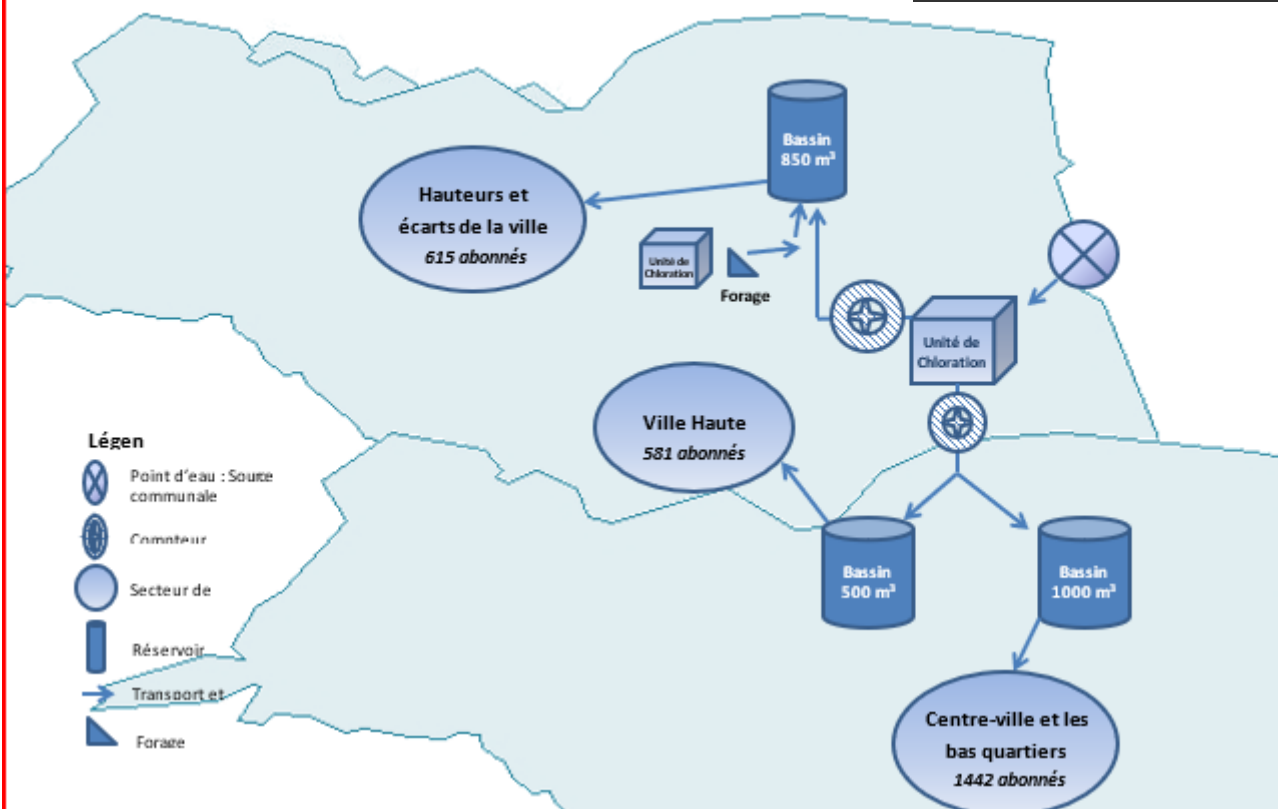 Bassin
850 m³
Hauteurs et
écarts de la ville
615 abonnés
Unité de
Chloration
Forage
Unité de
Chloration
Ville Haute
581 abonnés
Légen
Point d'eau : Source
communale
Compteur
Secteur de
Réservoir
Transport et
Forage
Bassin
500 m³
Bassin
1000 m³
Centre-ville et les
bas quartiers
1442 abonnés